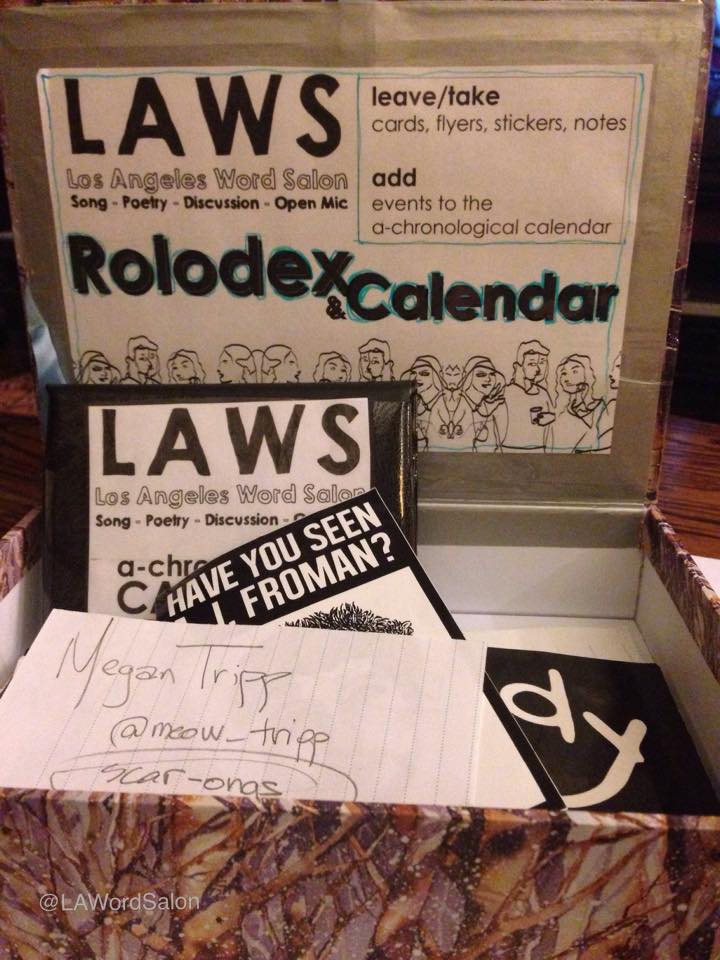 LAWS
Los Angeles Word Salon
Song - Poetry - Discussion - Open Mic
leave/take
cards, flyers, stickers, notes
add
events to the
a-chronological calendar
Rolodex
& Calendar
LAWS
Los Angeles Word Salon
Song - Poetry - Discussion -
a-chro
CA
HAVE YOU SEEN
FROMAN?
Megan Tripp
@meow_tripp
scar-onas
dy
@LAWordSalon